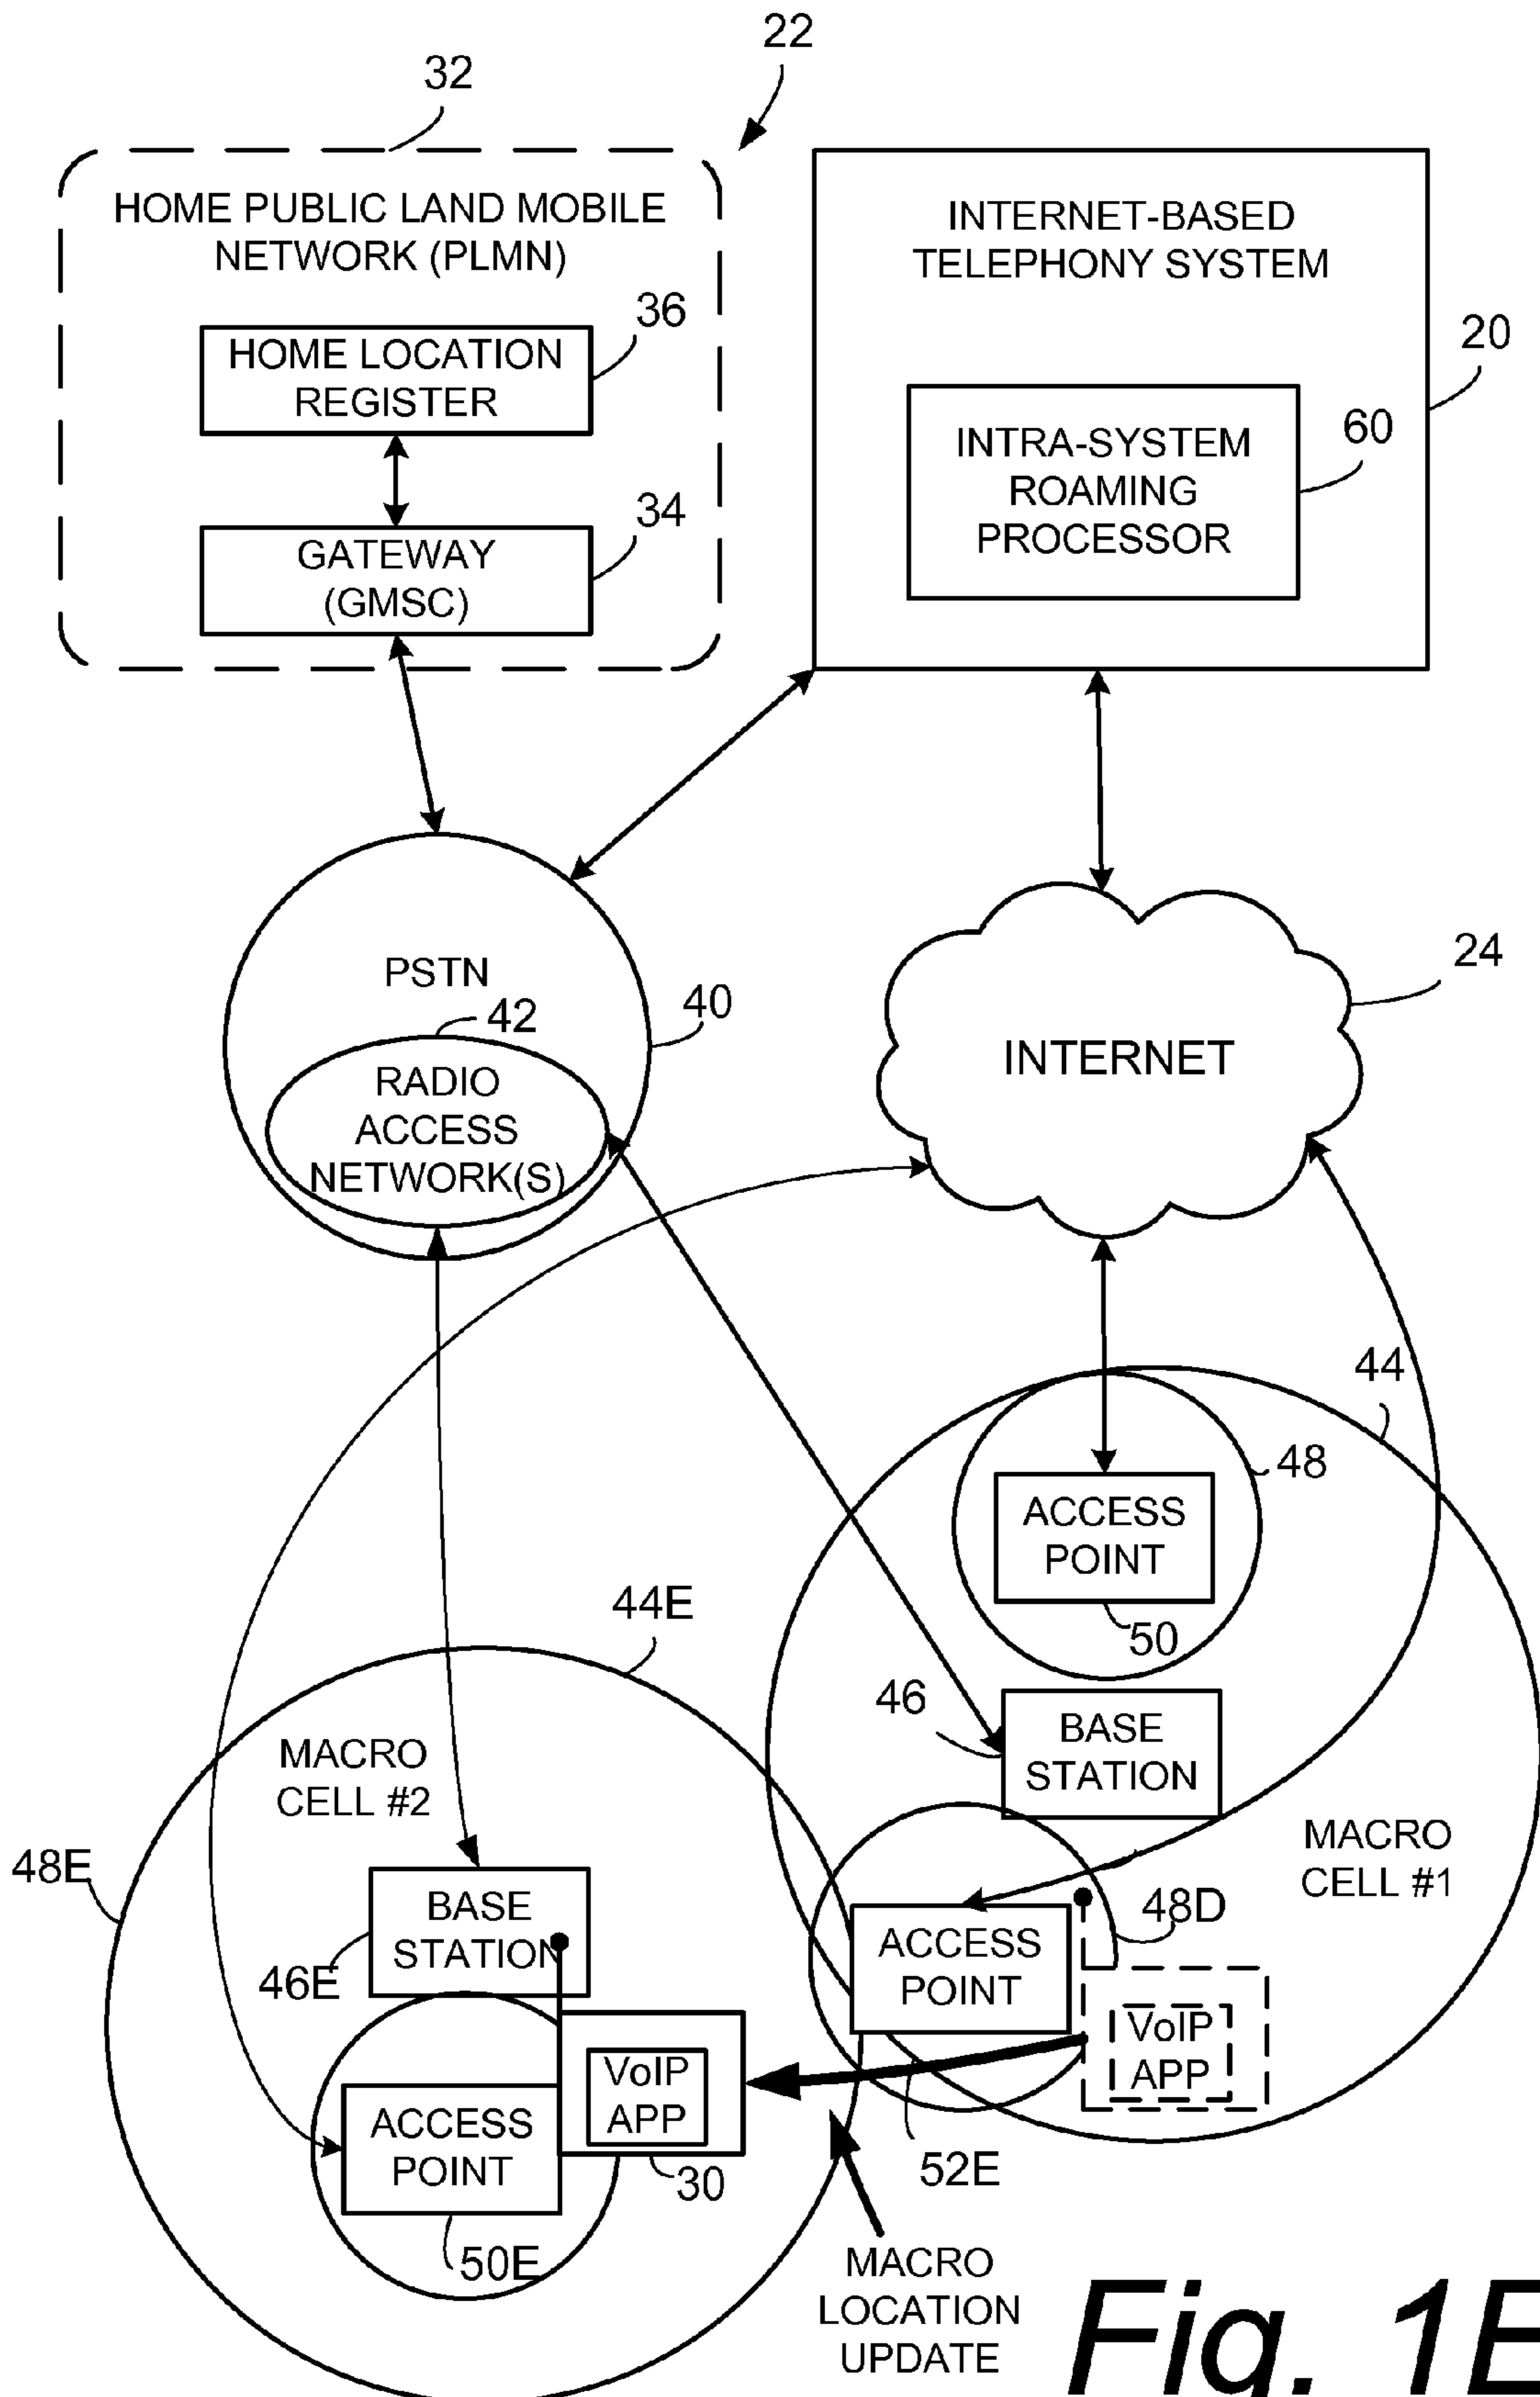 22
32
HOME PUBLIC LAND MOBILE
NETWORK (PLMN)
36
HOME LOCATION
REGISTER
34
GATEWAY
(GMSC)
INTERNET-BASED
TELEPHONY SYSTEM
20
60
INTRA-SYSTEM
ROAMING
PROCESSOR
PSTN
42
40
RADIO
ACCESS
NETWORK(S)
24
INTERNET
44
48
ACCESS
POINT
50
44E
46
BASE
STATION
MACRO
CELL #2
MACRO
CELL #1
48E
BASE
STATION
46E
48D
ACCESS
POINT
VoIP
APP
VoIP
APP
ACCESS
POINT
30
52E
50E
MACRO
LOCATION
UPDATE
Fig. 1E